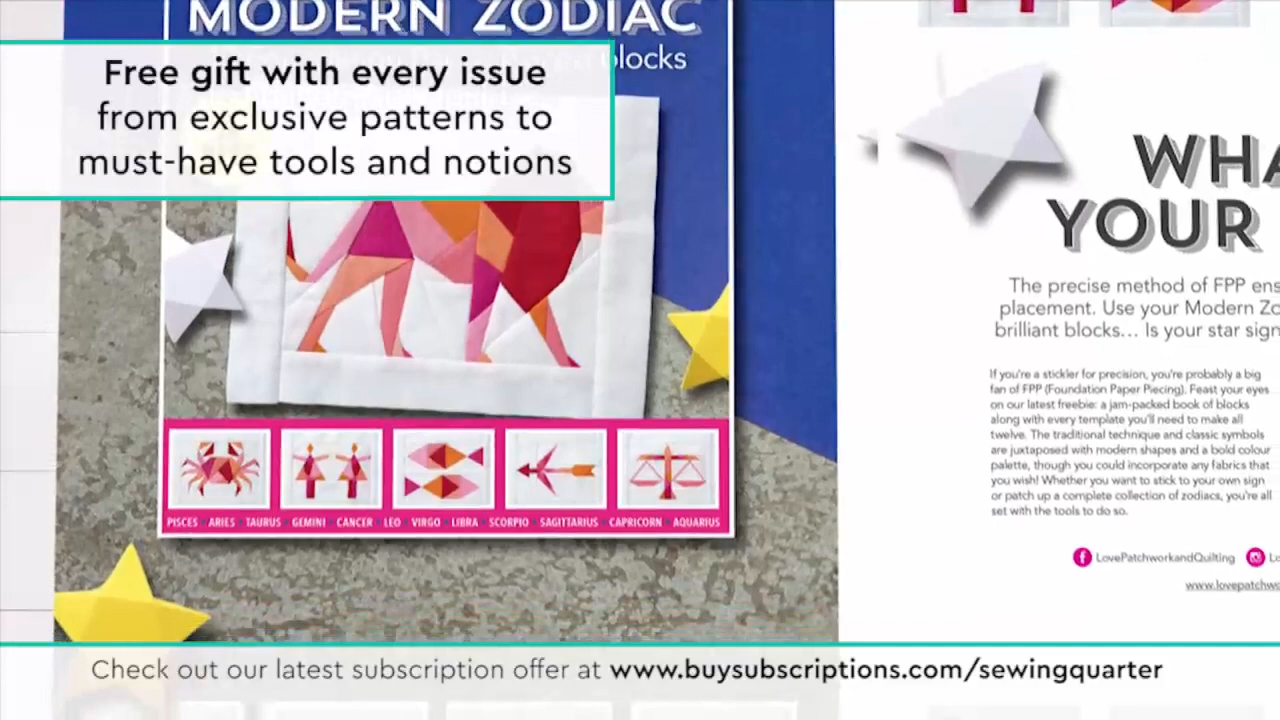 MODERN ZODIAC
blocks
Free gift with every issue
from exclusive patterns to
must-have tools and notions
PISCES • ARIES • TAURUS • GEMINI • CANCER • LEO • VIRGO • LIBRA • SCORPIO • SAGITTARIUS • CAPRICORN • AQUARIUS
WHA
YOUR
The precise method of FPP ens
placement. Use your Modern Zo
brilliant blocks... Is your star sign
If you're a stickler for precision, you're probably a big
fan of FPP (Foundation Paper Piecing). Feast your eyes
on our latest freebie: a jam-packed book of blocks
along with every template you'll need to make all
twelve. The traditional technique and classic symbols
are juxtaposed with modern shapes and a bold colour
palette, though you could incorporate any fabrics that
you wish! Whether you want to stick to your own sign
or patch up a complete collection of zodiacs, you're all
set with the tools to do so.
LovePatchworkandQuilting Lo
www.lovepatchwo
Check out our latest subscription offer at www.buysubscriptions.com/sewingquarter